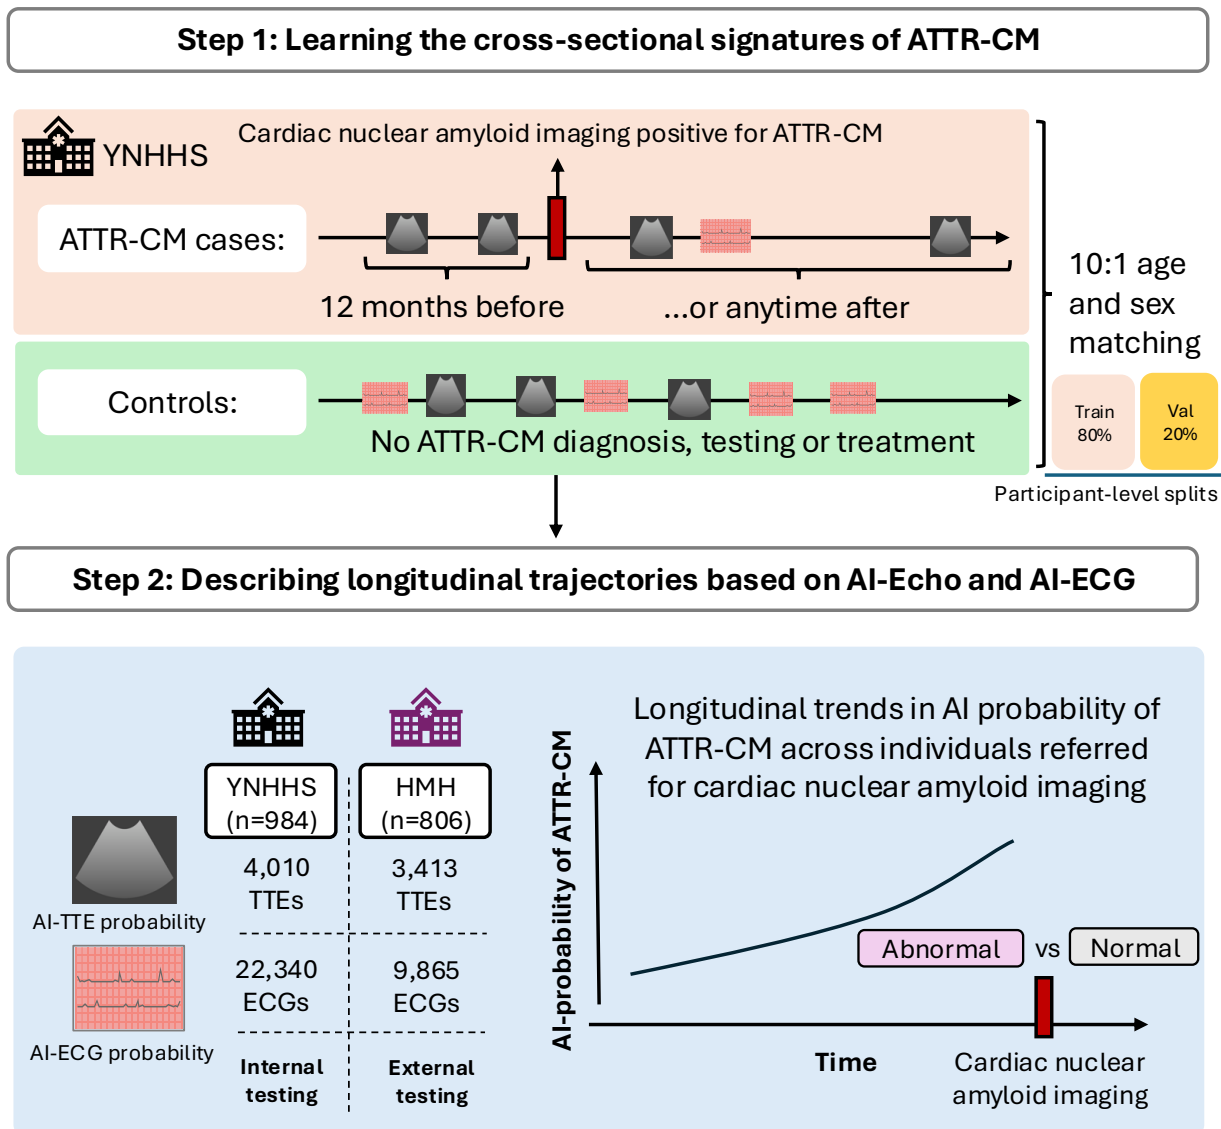 Step 1: Learning the cross-sectional signatures of ATTR-CM
YNHHS
Cardiac nuclear amyloid imaging positive for ATTR-CM
ATTR-CM cases:
12 months before
...or anytime after
Controls:
No ATTR-CM diagnosis, testing or treatment
10:1 age
and sex
matching
Train
80%
Val
20%
Participant-level splits
Step 2: Describing longitudinal trajectories based on AI-Echo and AI-ECG
YNHHS
(n=984)
HMH
(n=806)
AI-TTE probability
4,010
TTEs
3,413
TTEs
AI-ECG probability
22,340
ECGs
9,865
ECGs
Internal
testing
External
testing
Longitudinal trends in AI probability of
ATTR-CM across individuals referred
for cardiac nuclear amyloid imaging
AI-probability of ATTR-CM
Abnormal vs Normal
Time
Cardiac nuclear
amyloid imaging